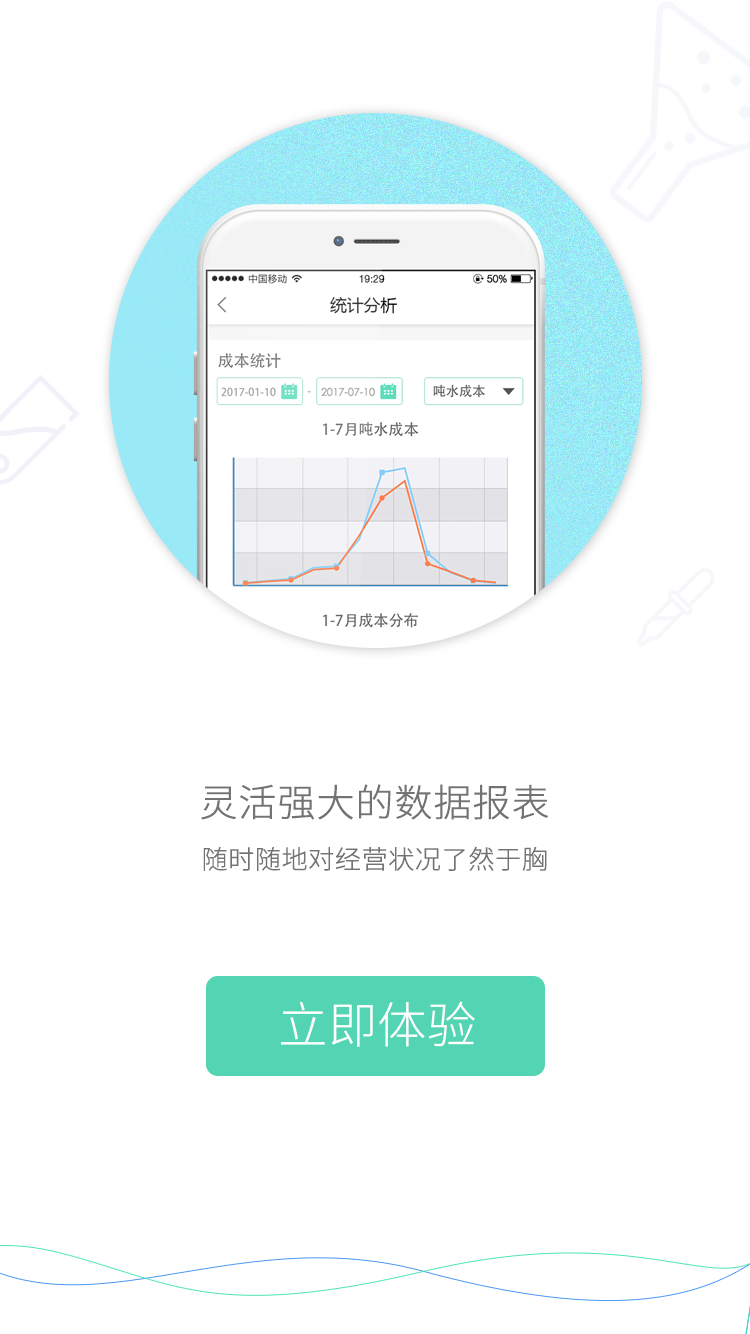 中国移动 19:29 50%
统计分析
成本统计
2017-01-10 - 2017-07-10 吨水成本
1-7月吨水成本
1-7月成本分布
灵活强大的数据报表
随时随地对经营状况了然于胸
立即体验